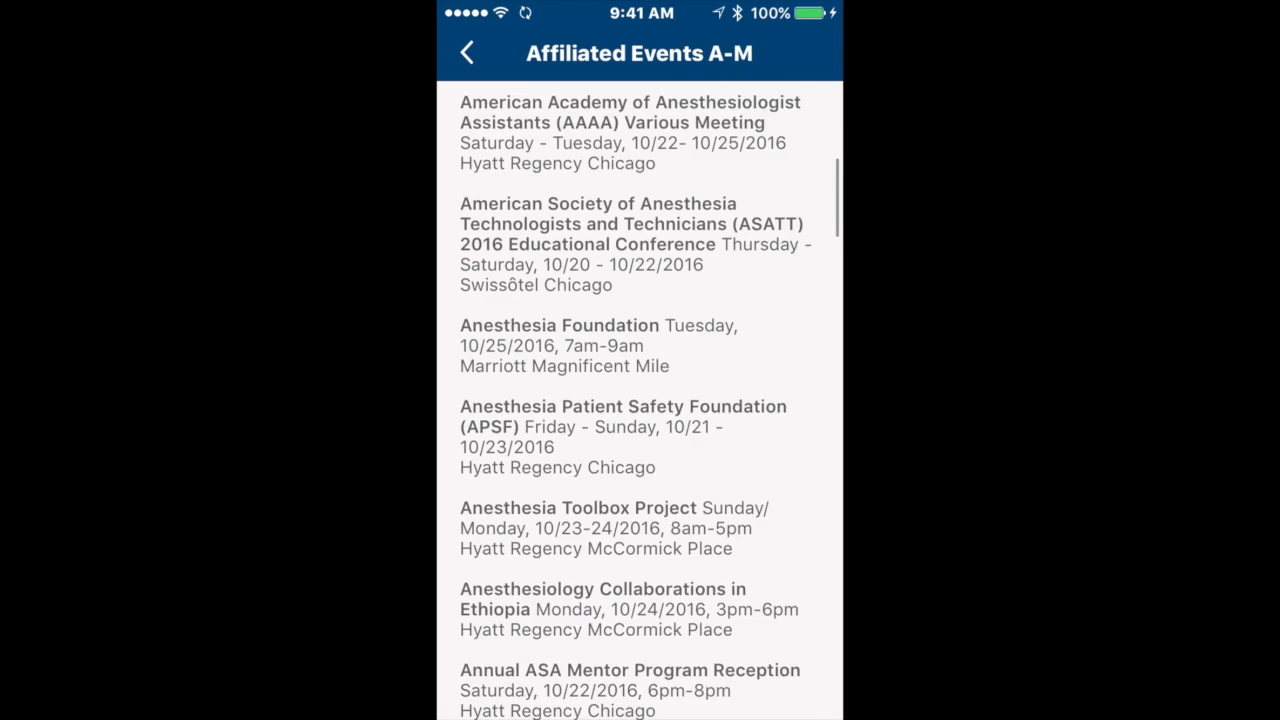 9:41 AM
100%
Affiliated Events A-M
American Academy of Anesthesiologist
Assistants (AAAA) Various Meeting
Saturday - Tuesday, 10/22- 10/25/2016
Hyatt Regency Chicago
American Society of Anesthesia
Technologists and Technicians (ASATT)
2016 Educational Conference Thursday -
Saturday, 10/20 - 10/22/2016
Swissôtel Chicago
Anesthesia Foundation Tuesday,
10/25/2016, 7am-9am
Marriott Magnificent Mile
Anesthesia Patient Safety Foundation
(APSF) Friday - Sunday, 10/21 -
10/23/2016
Hyatt Regency Chicago
Anesthesia Toolbox Project Sunday/
Monday, 10/23-24/2016, 8am-5pm
Hyatt Regency McCormick Place
Anesthesiology Collaborations in
Ethiopia Monday, 10/24/2016, 3pm-6pm
Hyatt Regency McCormick Place
Annual ASA Mentor Program Reception
Saturday, 10/22/2016, 6pm-8pm
Hyatt Regency Chicago